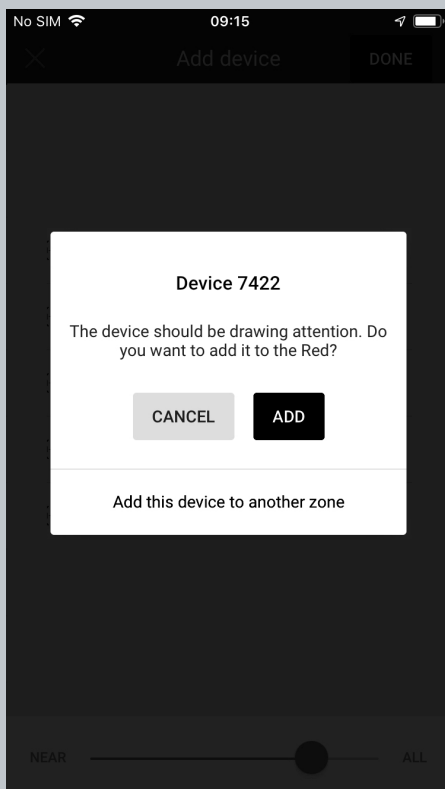 No SIM 09:15
Add device DONE
Device 7422
The device should be drawing attention. Do
you want to add it to the Red?
CANCEL ADD
Add this device to another zone
NEAR ALL